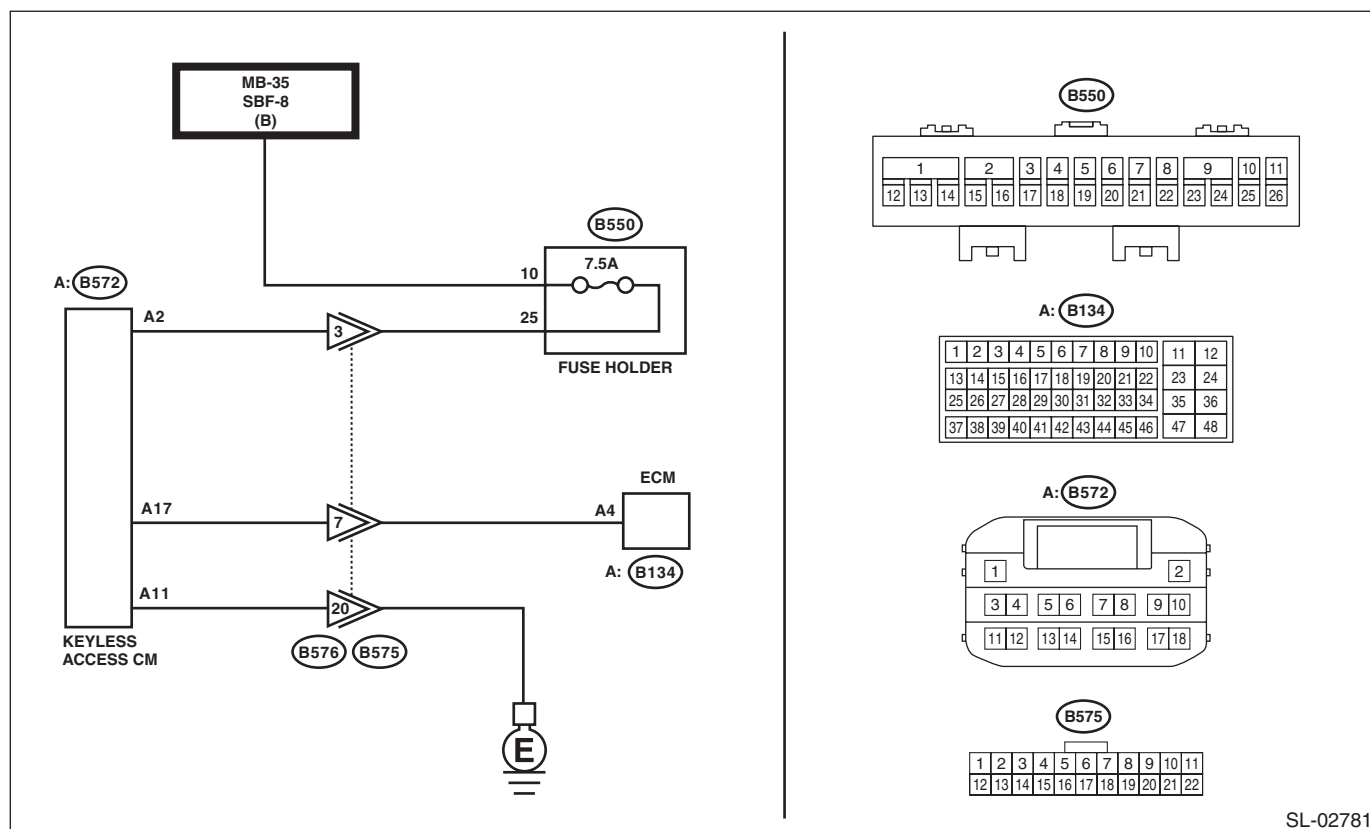 MB-35
SBF-8
(B)
B550
7.5A
10
25
FUSE HOLDER
A: B572
A2
3
A17
7
A4
ECM
A: B134
A11
20
KEYLESS
ACCESS CM
B576 B575
E
B550
1 2 3 4 5 6 7 8 9 10 11
12 13 14 15 16 17 18 19 20 21 22 23 24 25 26
A: B134
1 2 3 4 5 6 7 8 9 10 11 12
13 14 15 16 17 18 19 20 21 22 23 24
25 26 27 28 29 30 31 32 33 34 35 36
37 38 39 40 41 42 43 44 45 46 47 48
A: B572
1 2
3 4 5 6 7 8 9 10
11 12 13 14 15 16 17 18
B575
1 2 3 4 5 6 7 8 9 10 11
12 13 14 15 16 17 18 19 20 21 22
SL-02781